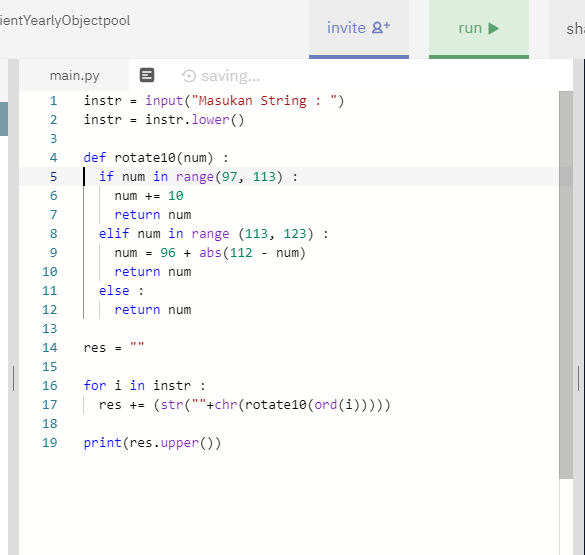 ientYearlyObjectpool
invite
run
sha
main.py
saving...
1 instr = input("Masukan String : ")
2 instr = instr.lower()
3
4 def rotate10(num) :
5 if num in range(97, 113) :
6 num += 10
7 return num
8 elif num in range (113, 123) :
9 num = 96 + abs(112 - num)
10 return num
11 else :
12 return num
13
14 res = ""
15
16 for i in instr :
17 res += (str(""+chr(rotate10(ord(i)))))
18
19 print(res.upper())